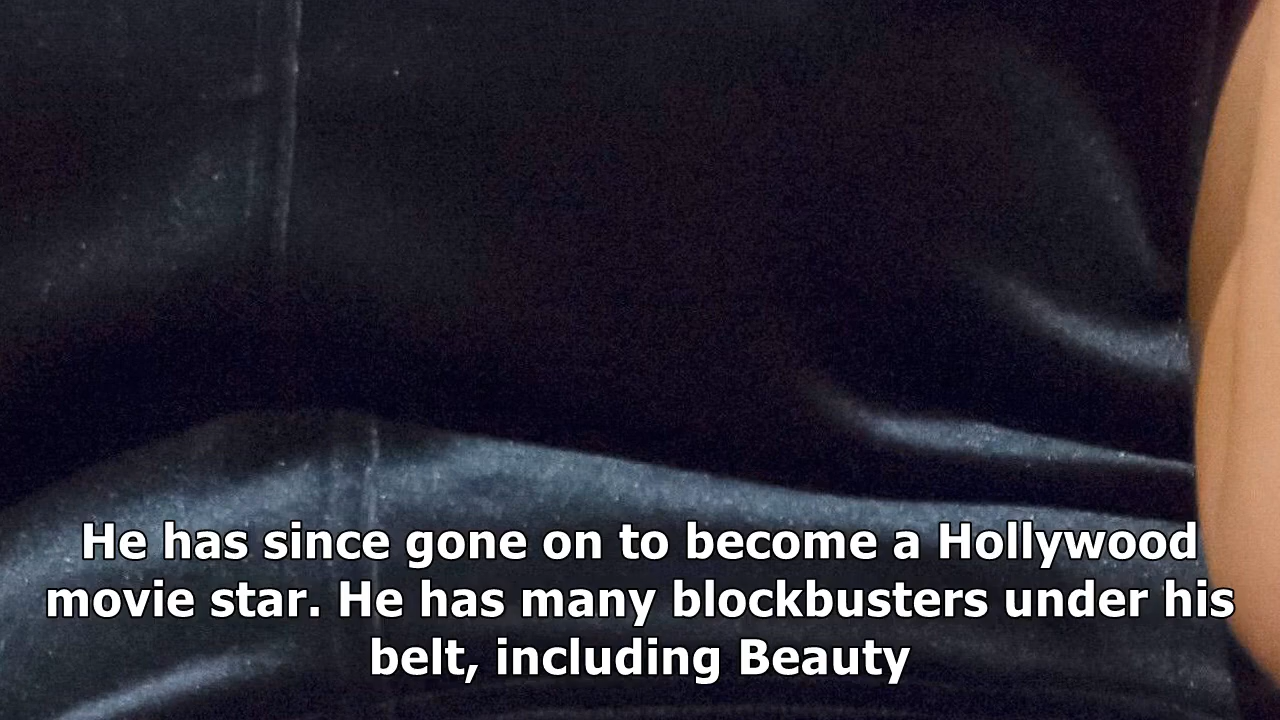 He has since gone on to become a Hollywood
movie star. He has many blockbusters under his
belt, including Beauty